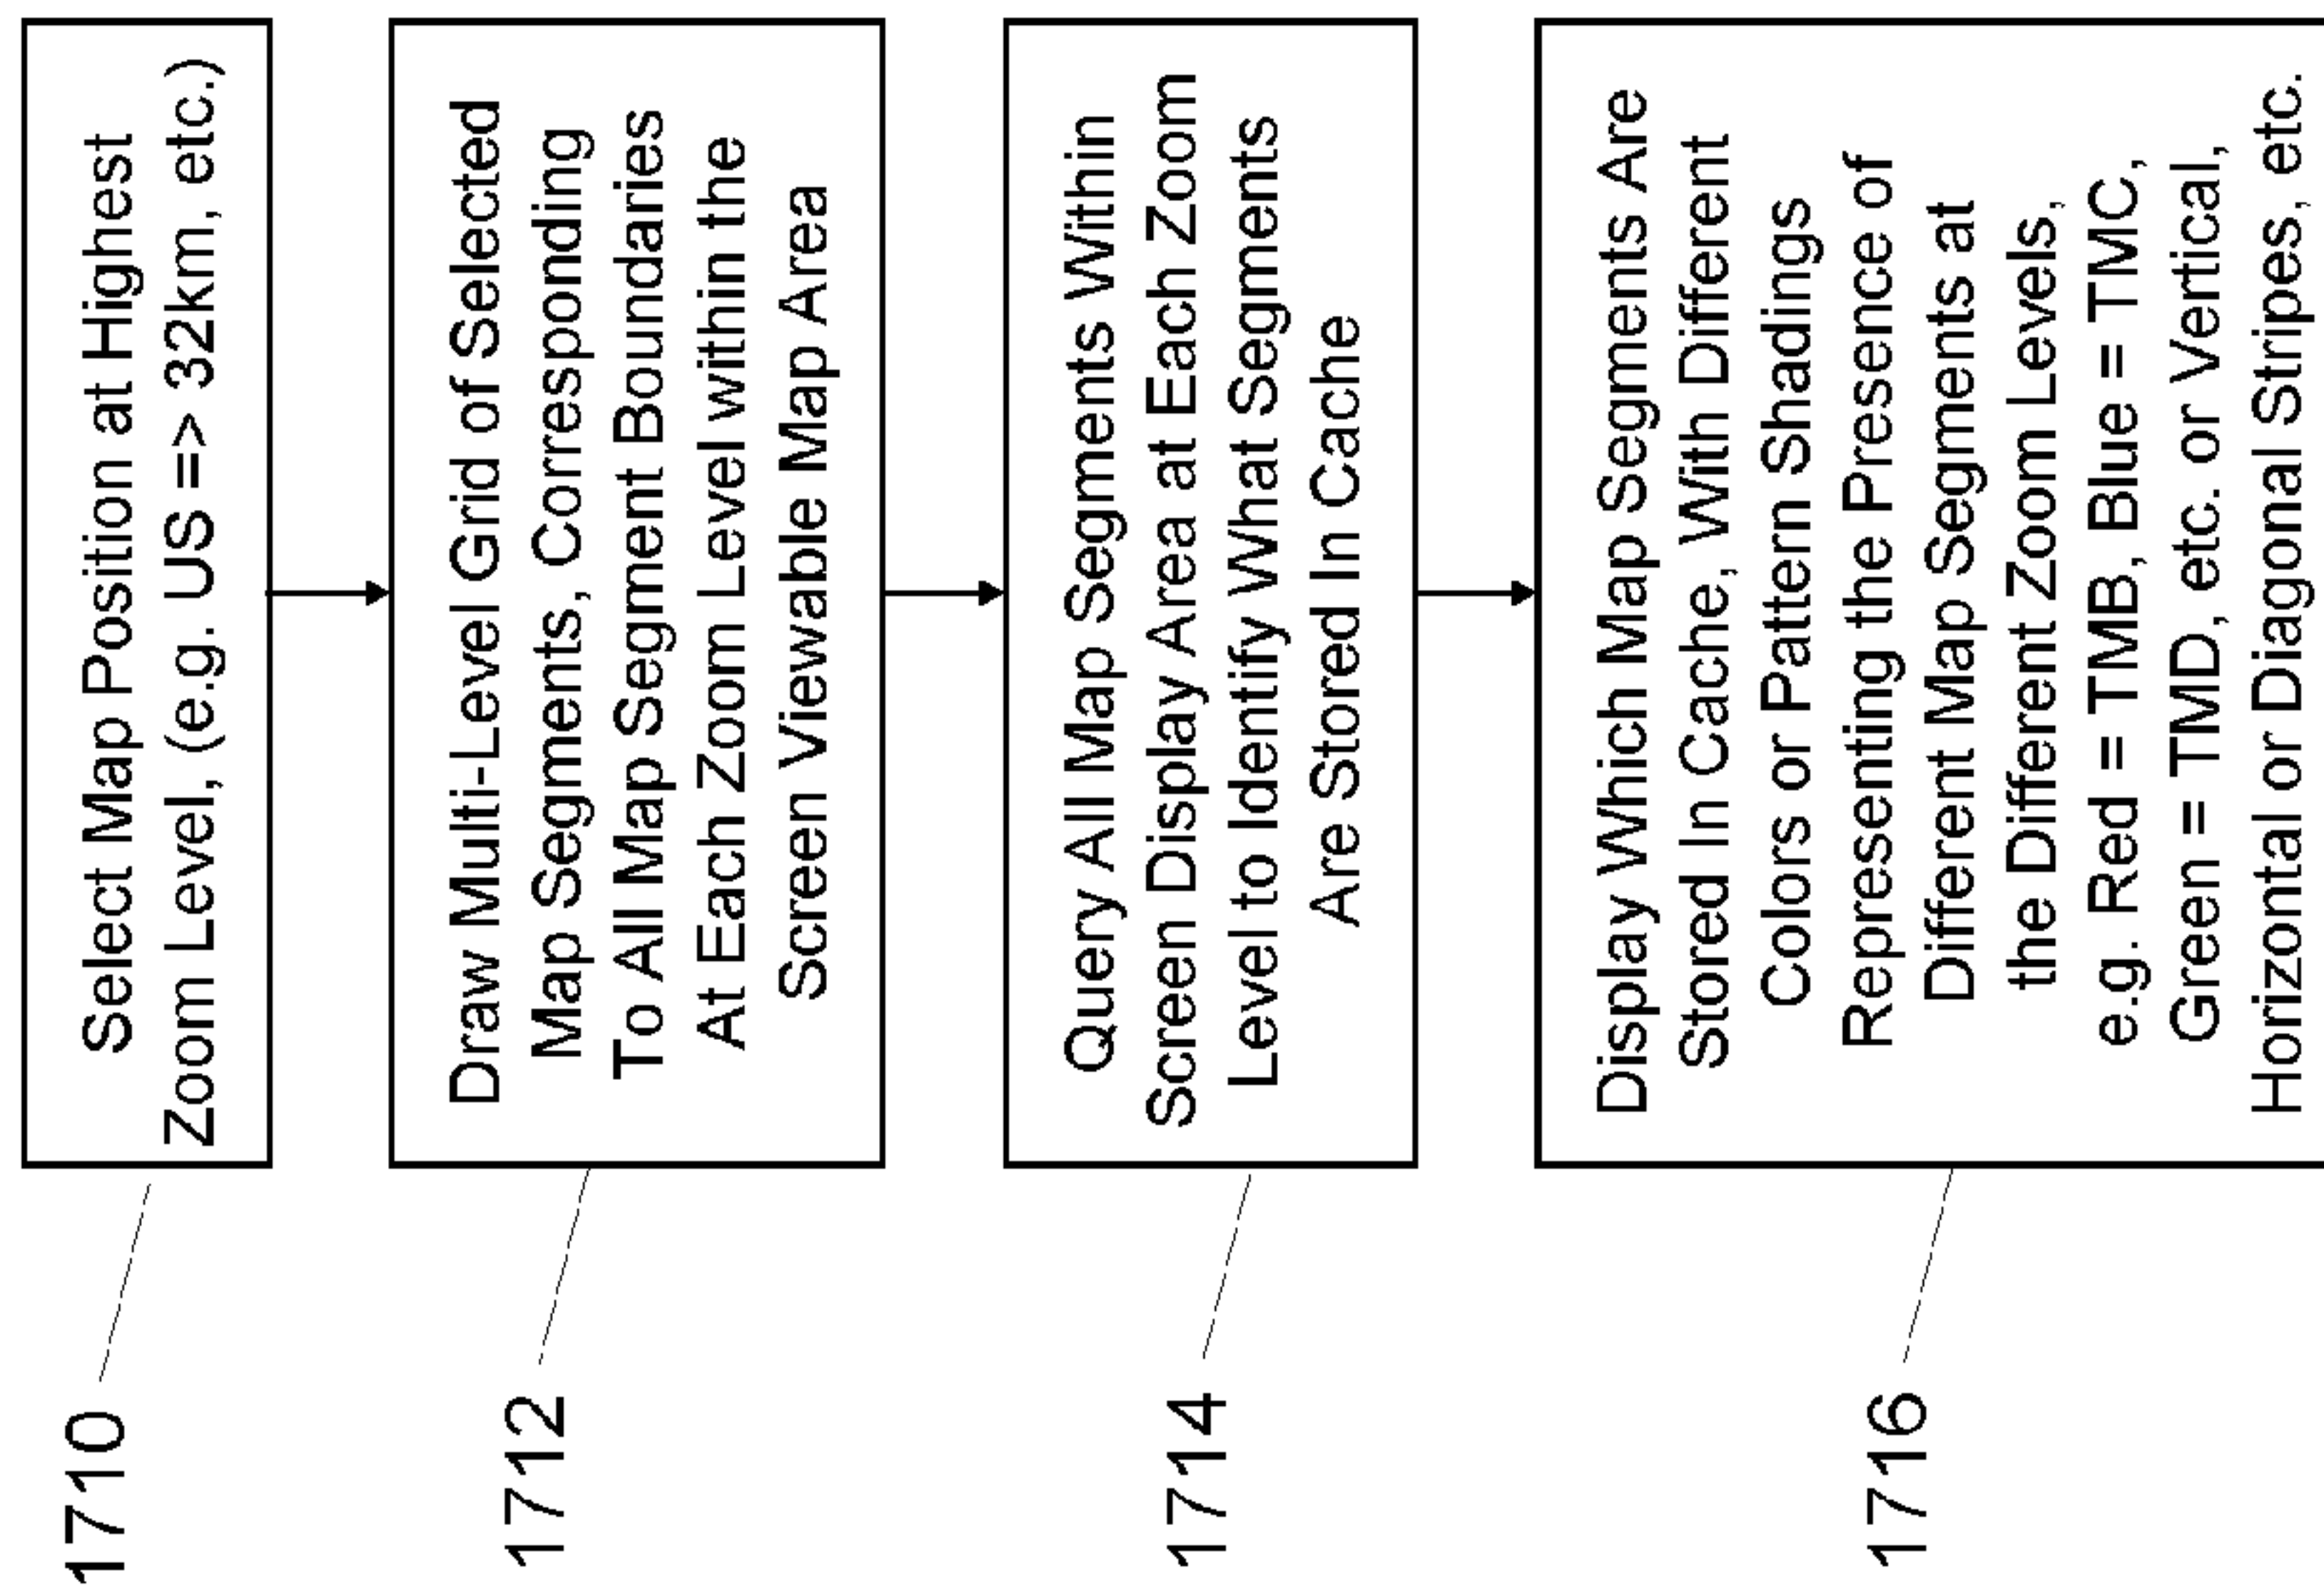 1710
Select Map Position at Highest
Zoom Level, (e.g. US => 32km, etc.)
1712
Draw Multi-Level Grid of Selected
Map Segments, Corresponding
To All Map Segment Boundaries
At Each Zoom Level within the
Screen Viewable Map Area
1714
Query All Map Segments Within
Screen Display Area at Each Zoom
Level to Identify What Segments
Are Stored In Cache
1716
Display Which Map Segments Are
Stored In Cache, With Different
Colors or Pattern Shadings
Representing the Presence of
Different Map Segments at
the Different Zoom Levels,
e.g. Red = TMB, Blue = TMC,
Green = TMD, etc. or Vertical,
Horizontal or Diagonal Stripes, etc.